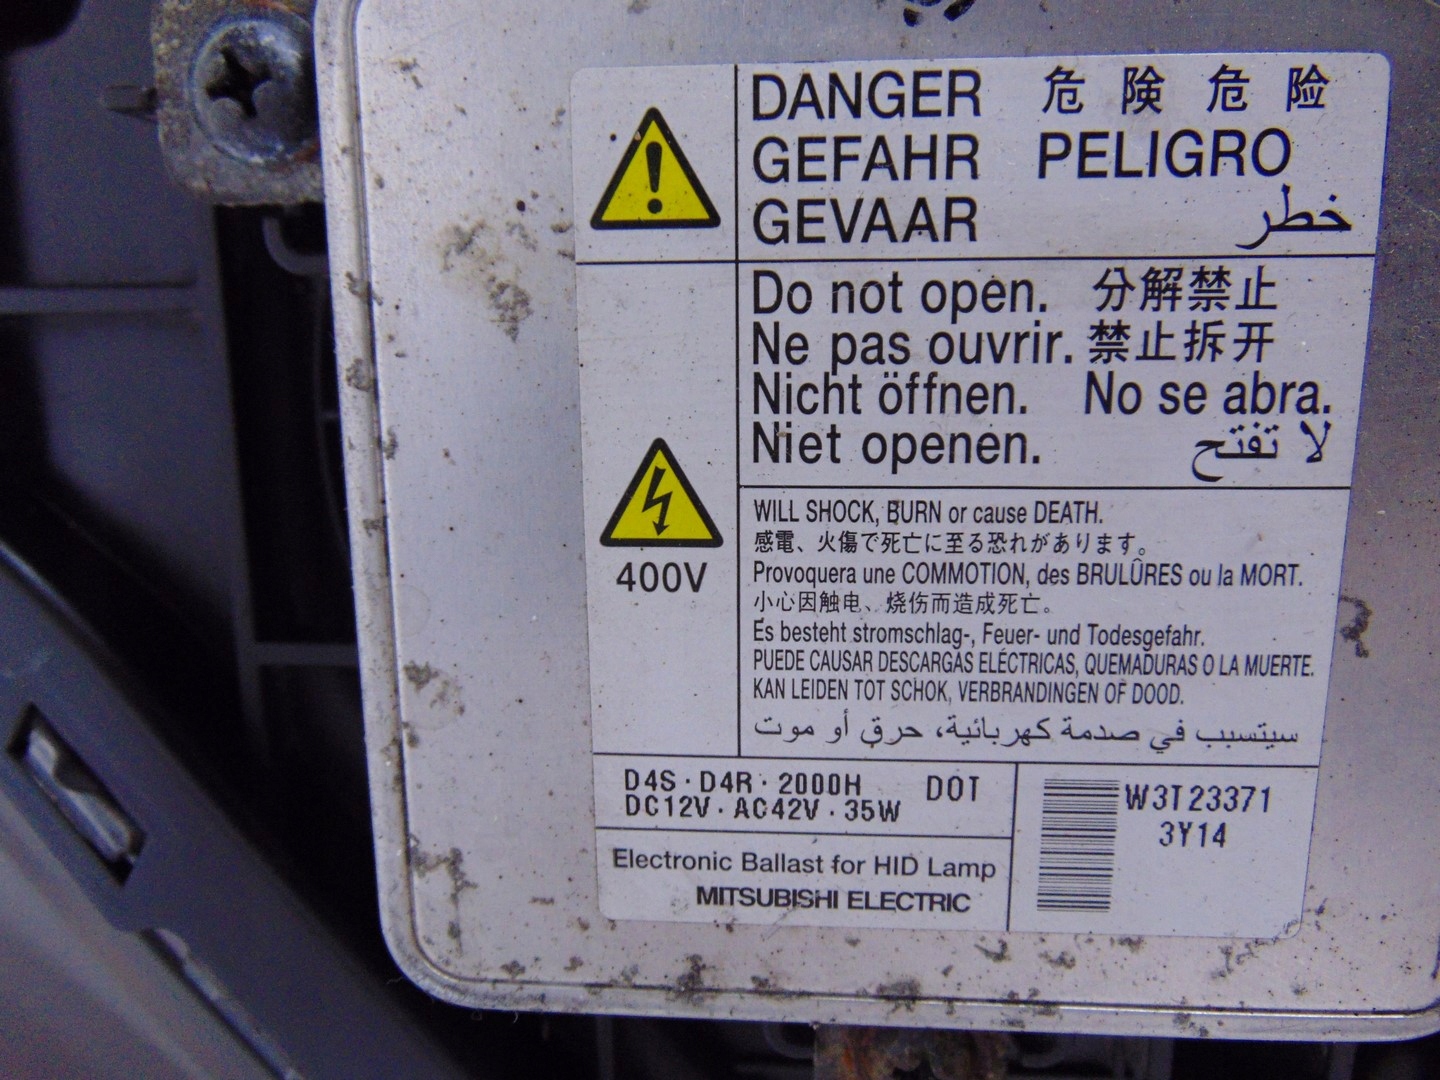 DANGER 危険 危险
GEFAHR PELIGRO
GEVAAR خطر
Do not open. 分解禁止
Ne pas ouvrir. 禁止拆开
Nicht öffnen. No se abra.
Niet openen. لا تفتح
400V
WILL SHOCK, BURN or cause DEATH.
感電、火傷で死亡に至る恐れがあります。
Provoquera une COMMOTION, des BRULÛRES ou la MORT.
小心因触电、烧伤而造成死亡。
Es besteht stromschlag-, Feuer- und Todesgefahr.
PUEDE CAUSAR DESCARGAS ELÉCTRICAS, QUEMADURAS O LA MUERTE.
KAN LEIDEN TOT SCHOK, VERBRANDINGEN OF DOOD.
سيتسبب في صدمة كهربائية، حرق أو موت
D4S · D4R · 2000H DOT
DC12V · AC42V · 35W
Electronic Ballast for HID Lamp
MITSUBISHI ELECTRIC
W3T23371
3Y14